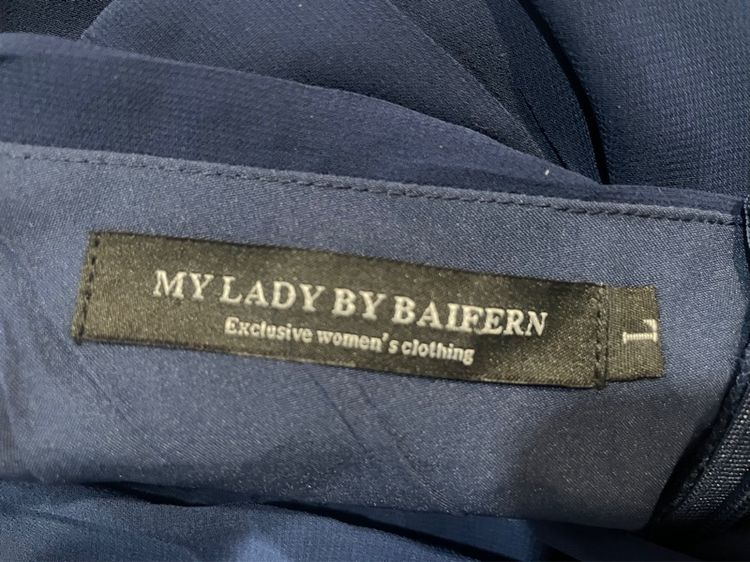 MY LADY BY BAIFERN
Exclusive women's clothing
L